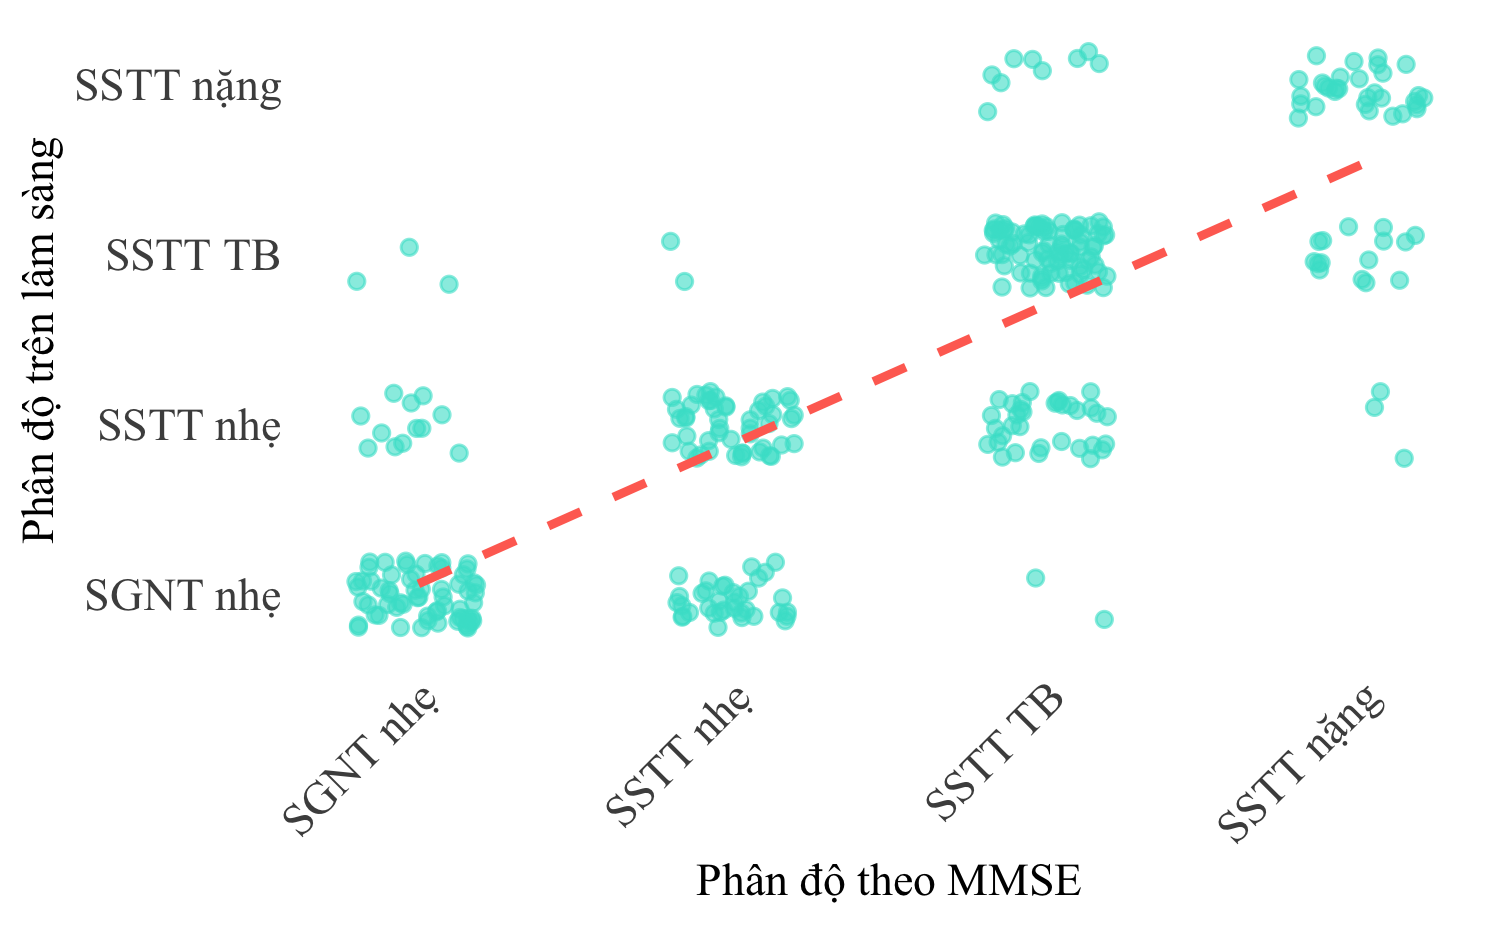 SSTT nặng
SSTT TB
SSTT nhẹ
SGNT nhẹ
Phân độ trên lâm sàng
SGNT nhẹ
SSTT nhẹ
SSTT TB
SSTT nặng
Phân độ theo MMSE